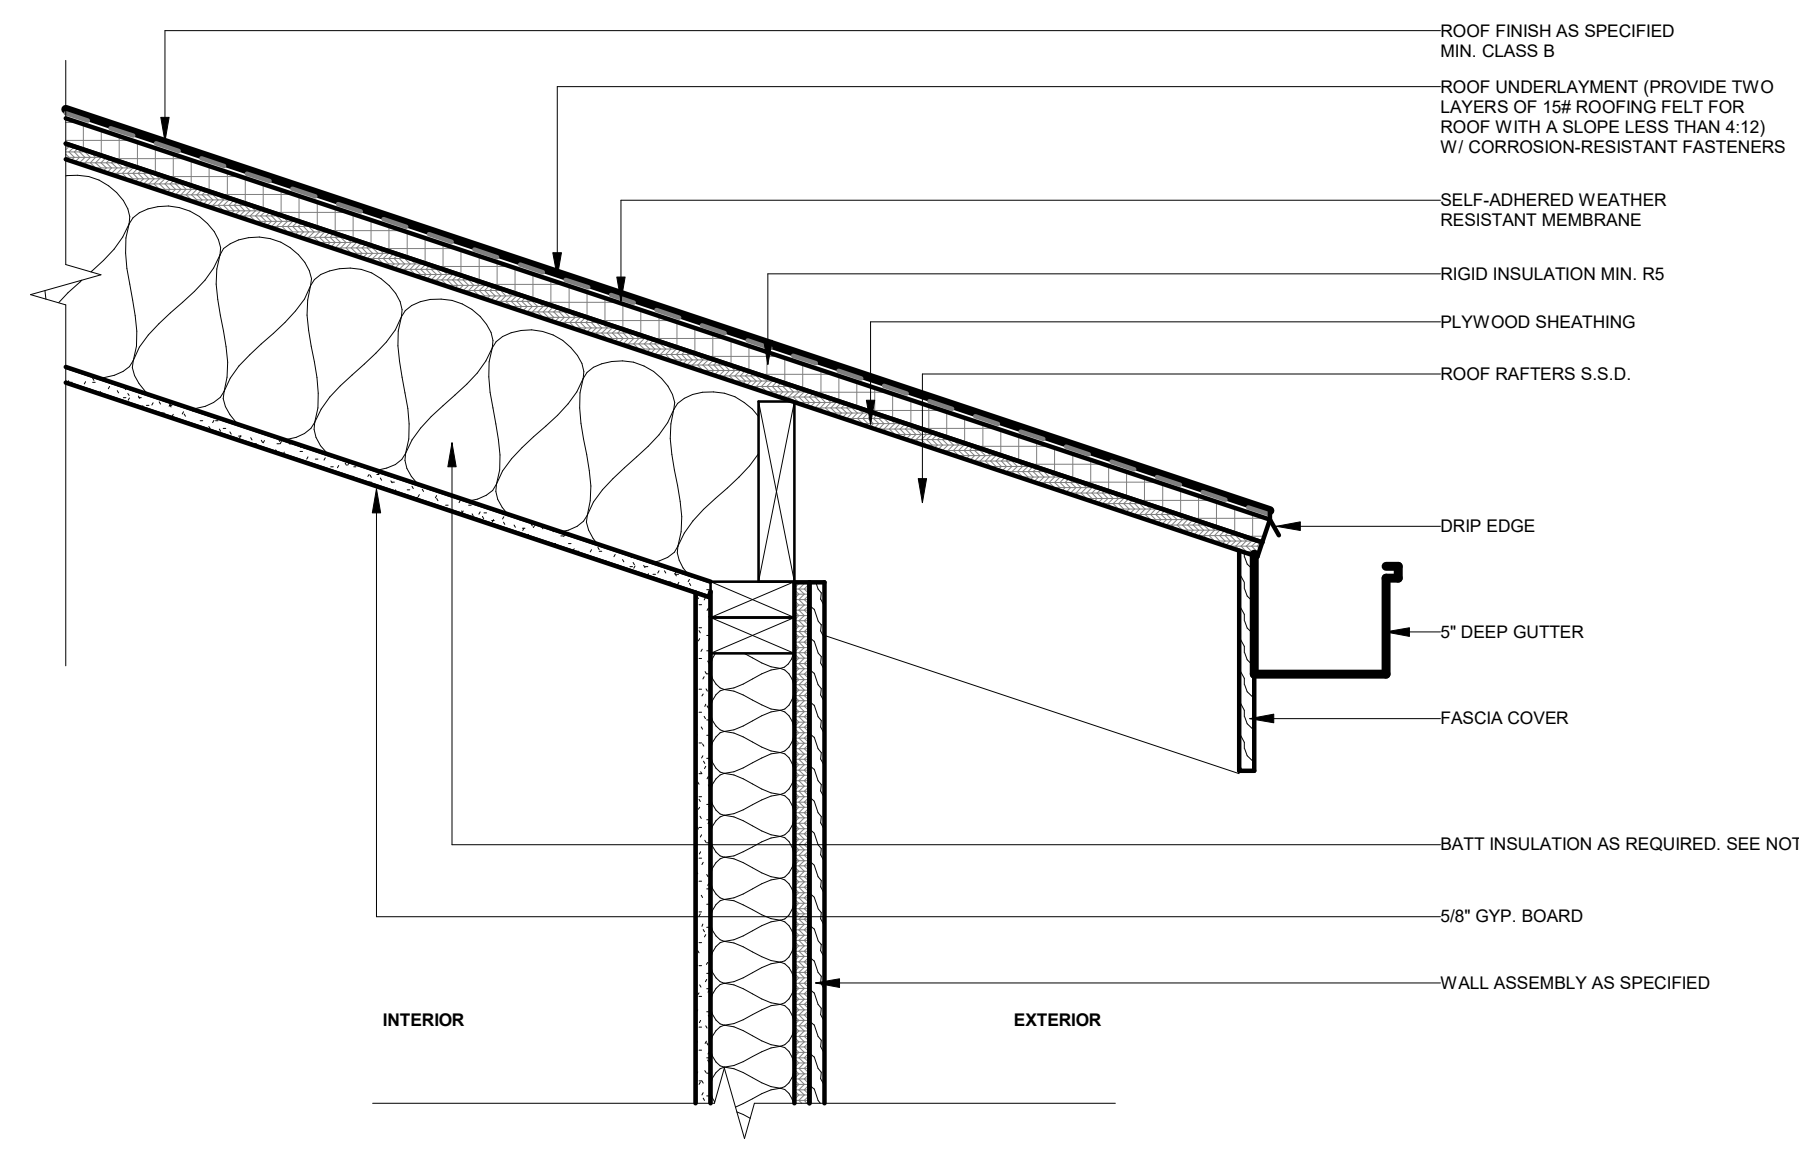 ROOF FINISH AS SPECIFIED
MIN. CLASS B
ROOF UNDERLAYMENT (PROVIDE TWO
LAYERS OF 15# ROOFING FELT FOR
ROOF WITH A SLOPE LESS THAN 4:12)
W/ CORROSION-RESISTANT FASTENERS
SELF-ADHERED WEATHER
RESISTANT MEMBRANE
RIGID INSULATION MIN. R5
PLYWOOD SHEATHING
ROOF RAFTERS S.S.D.
DRIP EDGE
5" DEEP GUTTER
FASCIA COVER
BATT INSULATION AS REQUIRED. SEE NOT
5/8" GYP. BOARD
WALL ASSEMBLY AS SPECIFIED
INTERIOR
EXTERIOR